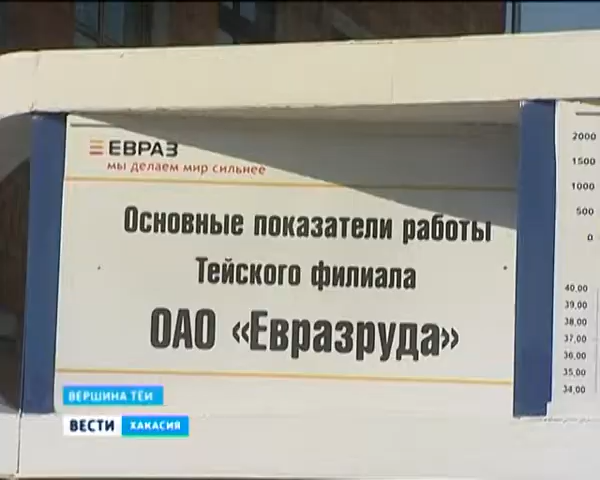 ЕВРАЗ
мы делаем мир сильнее
Основные показатели работы
Тейского филиала
ОАО «Евразруда»
2000
1500
1000
500
0
40,00
39,00
38,00
37,00
36,00
35,00
34,00
ВЕРШИНА ТЁИ
ВЕСТИ ХАКАСИЯ